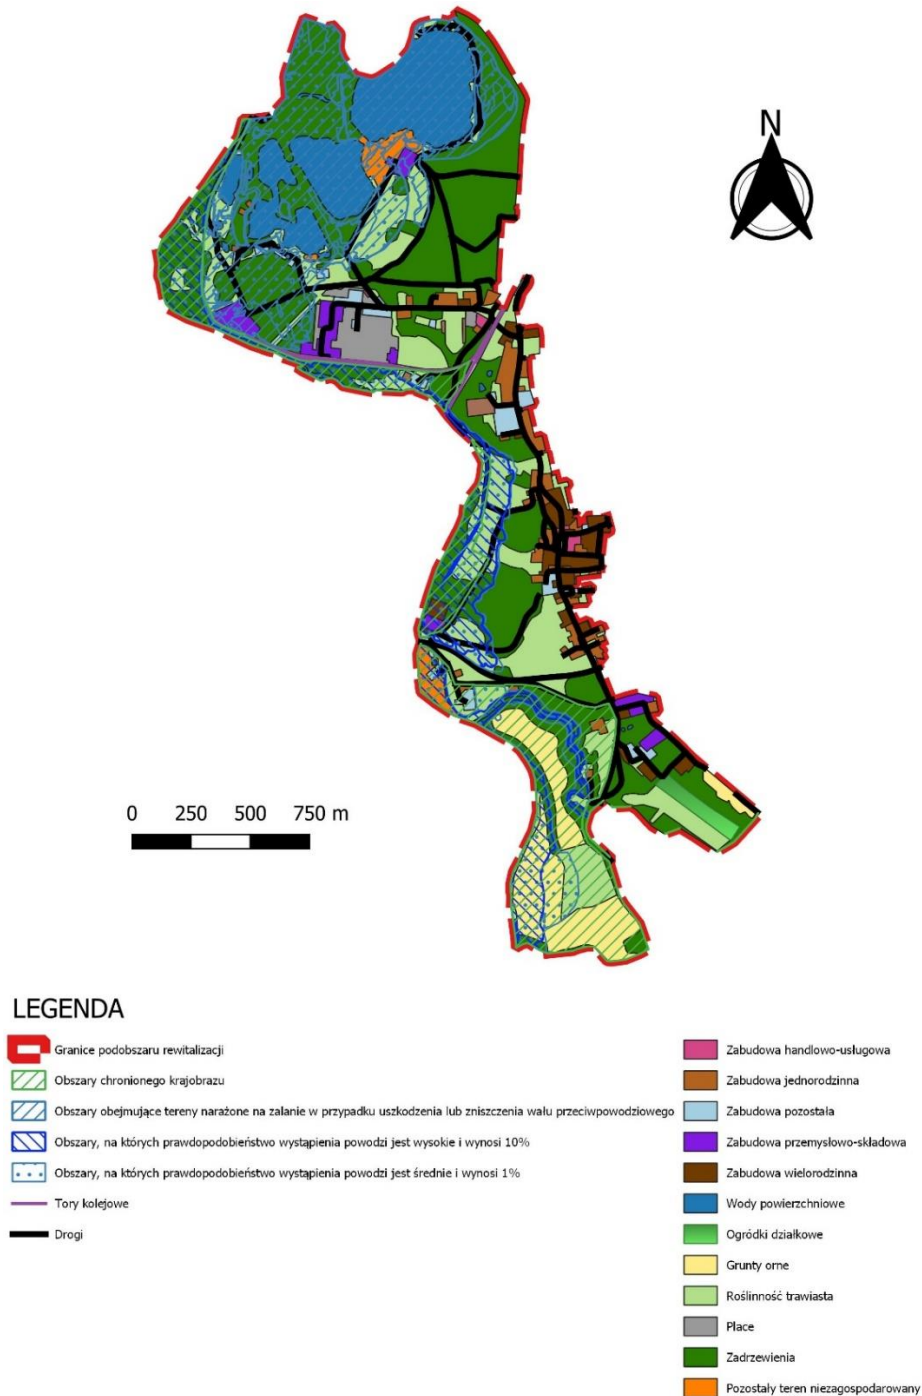 N
0 250 500 750 m
LEGENDA
Granice podobszaru rewitalizacji
Obszary chronionego krajobrazu
Obszary obejmujące tereny narażone na zalanie w przypadku uszkodzenia lub zniszczenia wału przeciwpowodziowego
Obszary, na których prawdopodobieństwo wystąpienia powodzi jest wysokie i wynosi 10%
Obszary, na których prawdopodobieństwo wystąpienia powodzi jest średnie i wynosi 1%
Tory kolejowe
Drogi
Zabudowa handlowo-usługowa
Zabudowa jednorodzinna
Zabudowa pozostała
Zabudowa przemysłowo-składowa
Zabudowa wielorodzinna
Wody powierzchniowe
Ogródki działkowe
Grunty orne
Roślinność trawiasta
Place
Zadrzewienia
Pozostały teren niezagospodarowany